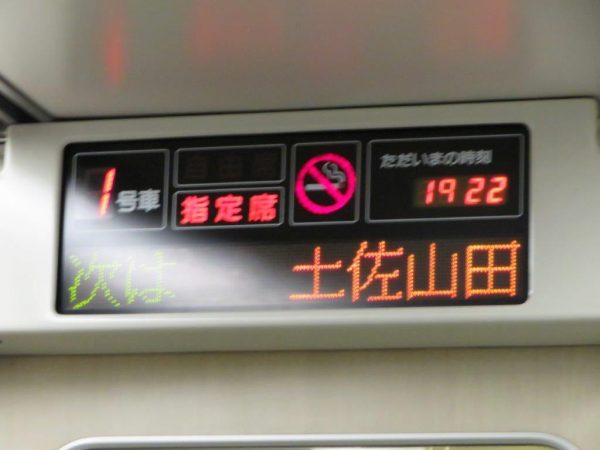 1号車
自由席
指定席
ただいまの時刻
19 22
次は 土佐山田